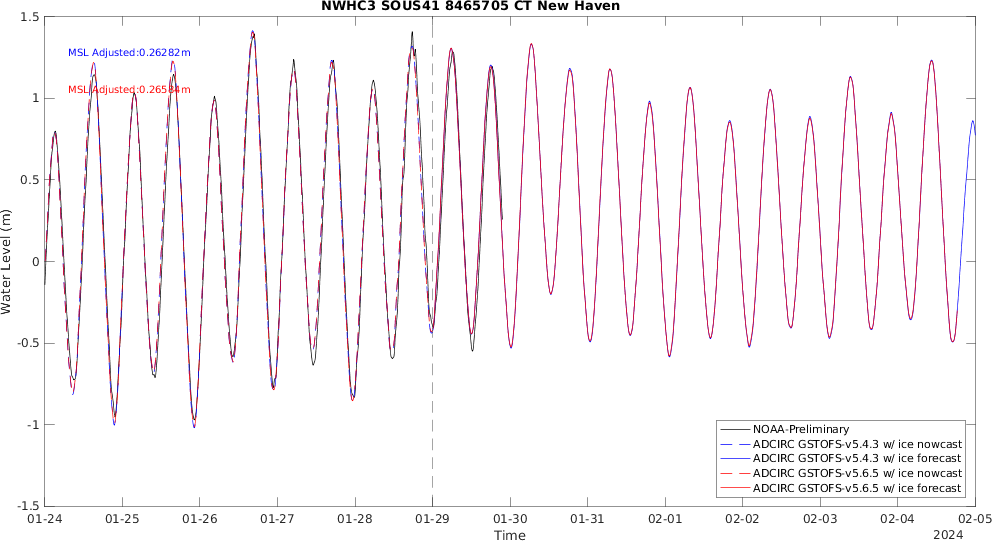 NWHC3 SOUS41 8465705 CT New Haven
MSL Adjusted:0.26282m
MSL Adjusted:0.26584m
Water Level (m)
1.5
1
0.5
0
-0.5
-1
-1.5
NOAA-Preliminary
ADCIRC GSTOFS-v5.4.3 w/ ice nowcast
ADCIRC GSTOFS-v5.4.3 w/ ice forecast
ADCIRC GSTOFS-v5.6.5 w/ ice nowcast
ADCIRC GSTOFS-v5.6.5 w/ ice forecast
01-24 01-25 01-26 01-27 01-28 01-29 01-30 01-31 02-01 02-02 02-03 02-04 02-05
Time
2024